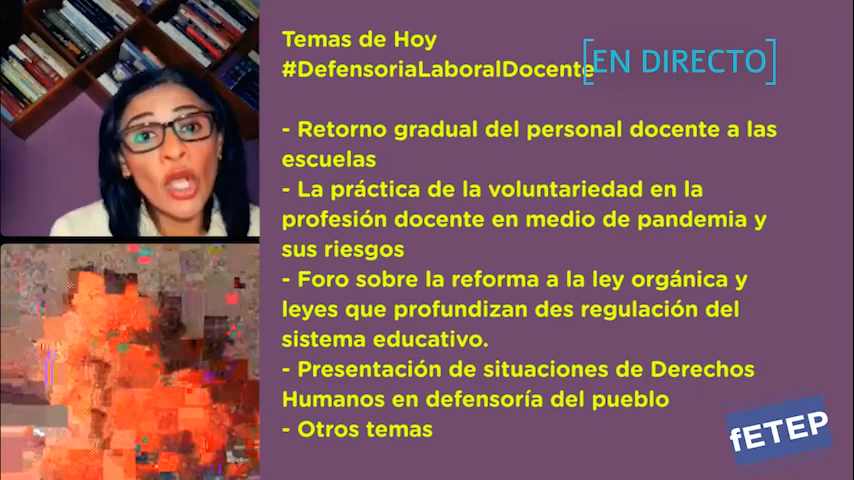 Temas de Hoy
#DefensoriaLaboralDocente
[EN DIRECTO]
- Retorno gradual del personal docente a las
escuelas
- La práctica de la voluntariedad en la
profesión docente en medio de pandemia y
sus riesgos
- Foro sobre la reforma a la ley orgánica y
leyes que profundizan des regulación del
sistema educativo.
- Presentación de situaciones de Derechos
Humanos en defensoría del pueblo
- Otros temas
fETEP